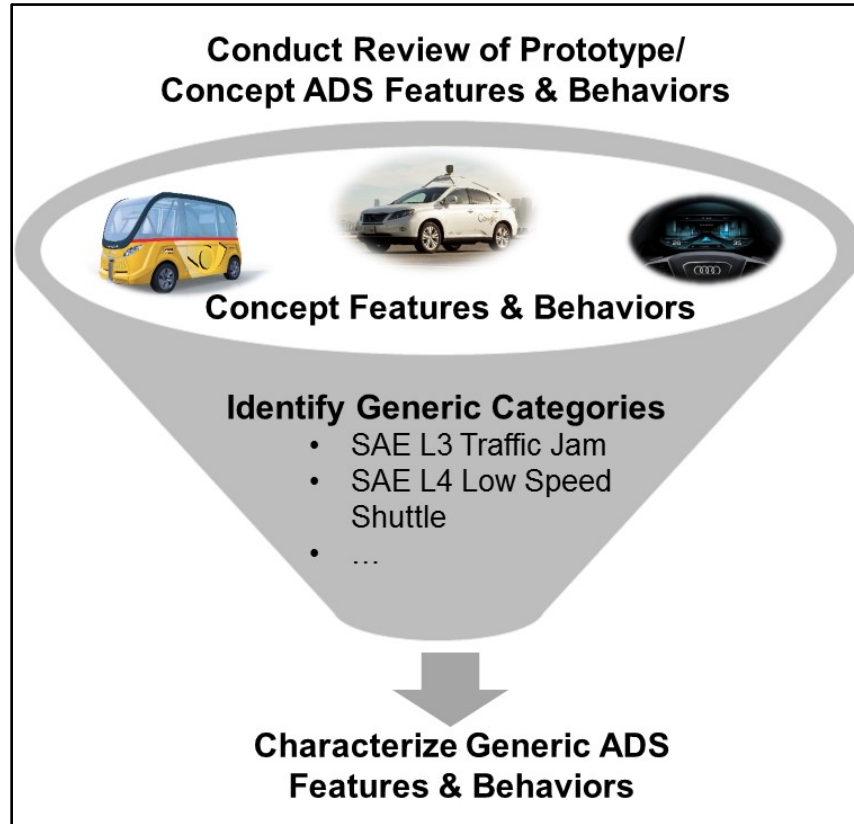 Conduct Review of Prototype/
Concept ADS Features & Behaviors
Google
Concept Features & Behaviors
Identify Generic Categories
• SAE L3 Traffic Jam
• SAE L4 Low Speed
Shuttle
• …
Characterize Generic ADS
Features & Behaviors